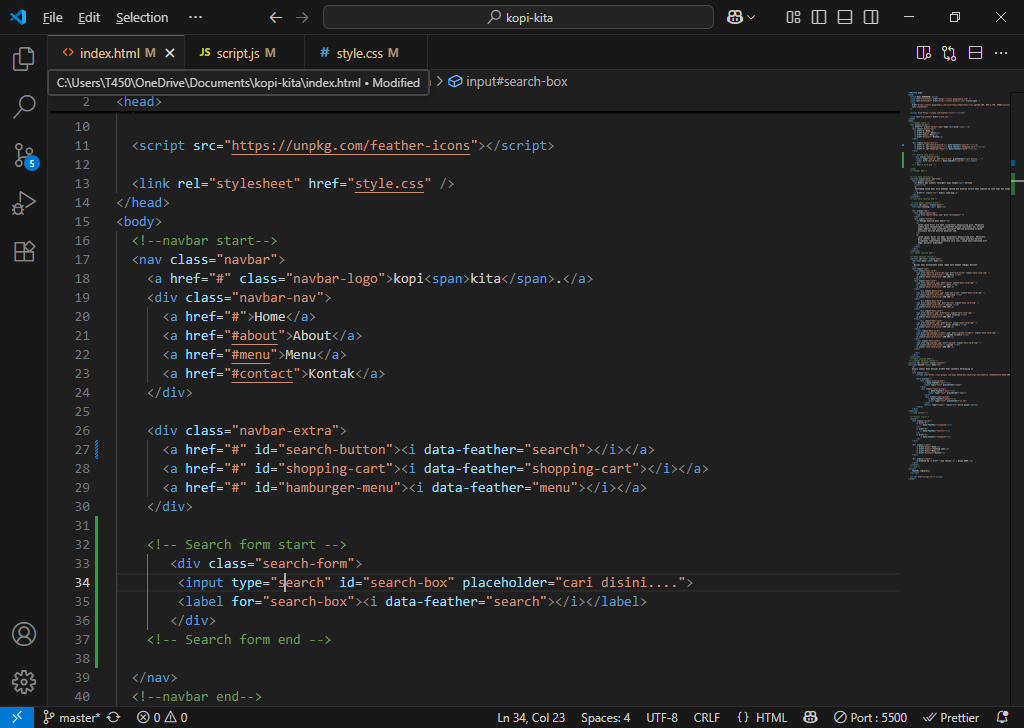 File Edit Selection ··· kopi-kita
index.html M
JS script.js M
# style.css M
C:\Users\T450\OneDrive\Documents\kopi-kita\index.html • Modified
input#search-box
2 <head>
10
11 <script src="https://unpkg.com/feather-icons"></script>
12
13 <link rel="stylesheet" href="style.css" />
14 </head>
15 <body>
16 <!--navbar start-->
17 <nav class="navbar">
18 <a href="#" class="navbar-logo">kopi<span>kita</span>.</a>
19 <div class="navbar-nav">
20 <a href="#">Home</a>
21 <a href="#about">About</a>
22 <a href="#menu">Menu</a>
23 <a href="#contact">Kontak</a>
24 </div>
25
26 <div class="navbar-extra">
27 <a href="#" id="search-button"><i data-feather="search"></i></a>
28 <a href="#" id="shopping-cart"><i data-feather="shopping-cart"></i></a>
29 <a href="#" id="hamburger-menu"><i data-feather="menu"></i></a>
30 </div>
31
32 <!-- Search form start -->
33 <div class="search-form">
34 <input type="search" id="search-box" placeholder="cari disini....">
35 <label for="search-box"><i data-feather="search"></i></label>
36 </div>
37 <!-- Search form end -->
38
39 </nav>
40 <!--navbar end-->
5
master* 0 0 Ln 34, Col 23 Spaces: 4 UTF-8 CRLF {} HTML Port : 5500 Prettier